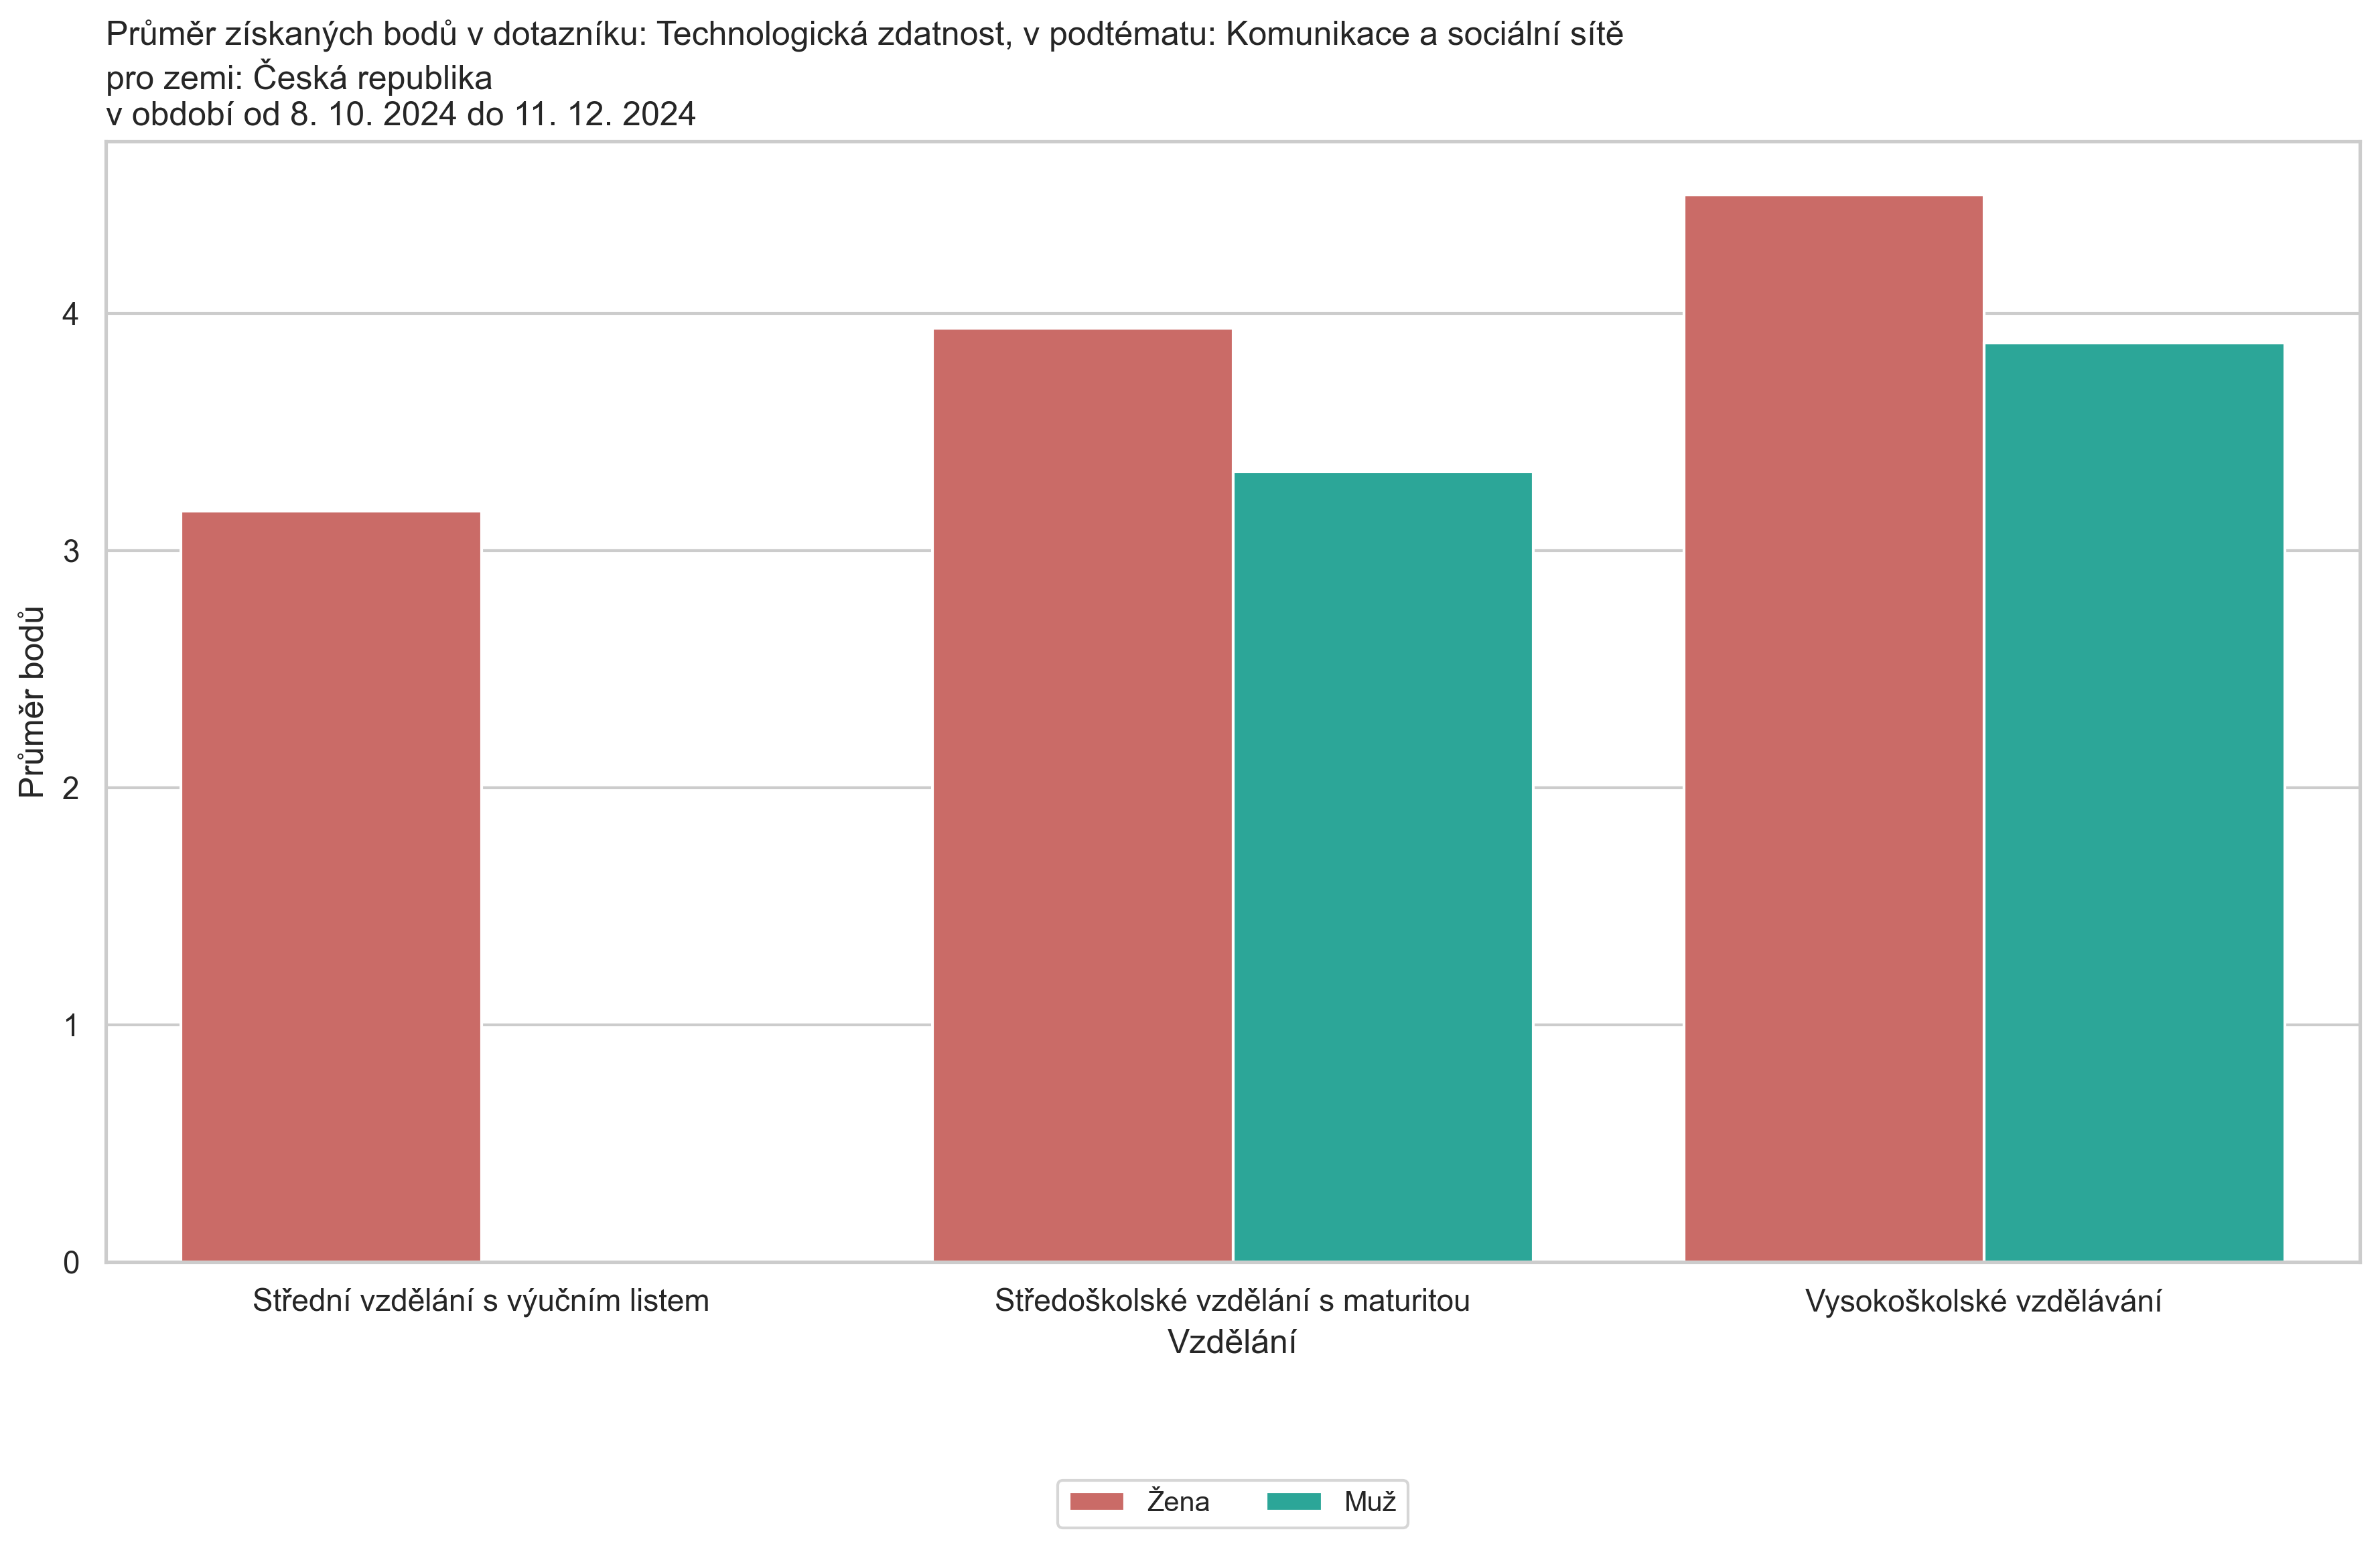 Průměr získaných bodů v dotazníku: Technologická zdatnost, v podtématu: Komunikace a sociální sítě
pro zemi: Česká republika
v období od 8. 10. 2024 do 11. 12. 2024
Průměr bodů
4
3
2
1
0
Střední vzdělání s výučním listem
Středoškolské vzdělání s maturitou
Vysokoškolské vzdělávání
Vzdělání
Žena
Muž